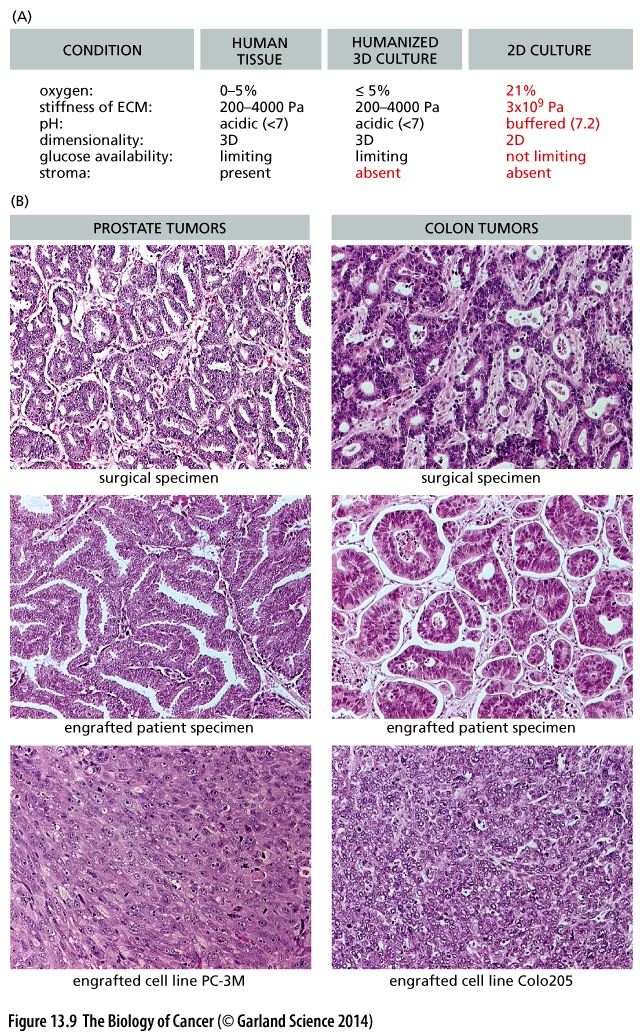 (A)
CONDITION HUMAN TISSUE HUMANIZED 3D CULTURE 2D CULTURE
oxygen: 0–5% ≤ 5% 21%
stiffness of ECM: 200–4000 Pa 200–4000 Pa 3x10⁹ Pa
pH: acidic (<7) acidic (<7) buffered (7.2)
dimensionality: 3D 3D 2D
glucose availability: limiting limiting not limiting
stroma: present absent absent
(B)
PROSTATE TUMORS COLON TUMORS
surgical specimen surgical specimen
engrafted patient specimen engrafted patient specimen
engrafted cell line PC-3M engrafted cell line Colo205
Figure 13.9 The Biology of Cancer (© Garland Science 2014)